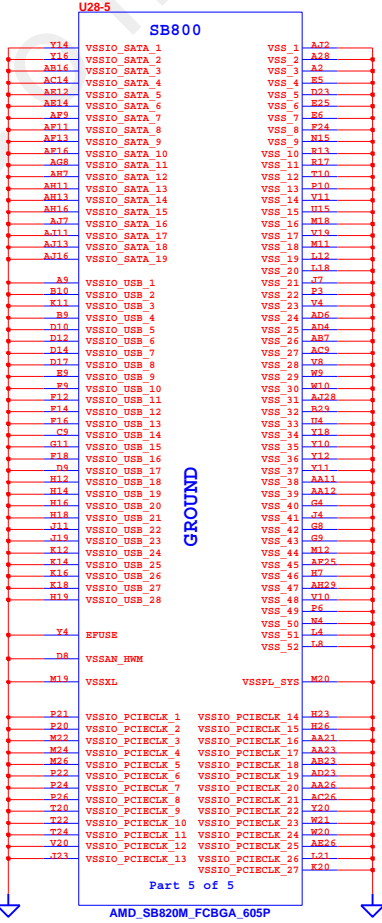 U28-5
SB800
Y14 VSSIO_SATA_1
Y16 VSSIO_SATA_2
AB16 VSSIO_SATA_3
AC14 VSSIO_SATA_4
AE12 VSSIO_SATA_5
AE14 VSSIO_SATA_6
AF9 VSSIO_SATA_7
AF11 VSSIO_SATA_8
AF13 VSSIO_SATA_9
AF16 VSSIO_SATA_10
AG8 VSSIO_SATA_11
AH7 VSSIO_SATA_12
AH11 VSSIO_SATA_13
AH13 VSSIO_SATA_14
AH16 VSSIO_SATA_15
AJ7 VSSIO_SATA_16
AJ11 VSSIO_SATA_17
AJ13 VSSIO_SATA_18
AJ16 VSSIO_SATA_19
A9 VSSIO_USB_1
B10 VSSIO_USB_2
K11 VSSIO_USB_3
B9 VSSIO_USB_4
D10 VSSIO_USB_5
D12 VSSIO_USB_6
D14 VSSIO_USB_7
D17 VSSIO_USB_8
E9 VSSIO_USB_9
F9 VSSIO_USB_10
F12 VSSIO_USB_11
F14 VSSIO_USB_12
F16 VSSIO_USB_13
C9 VSSIO_USB_14
G11 VSSIO_USB_15
F18 VSSIO_USB_16
D9 VSSIO_USB_17
H12 VSSIO_USB_18
H14 VSSIO_USB_19
H16 VSSIO_USB_20
H18 VSSIO_USB_21
J11 VSSIO_USB_22
J19 VSSIO_USB_23
K12 VSSIO_USB_24
K14 VSSIO_USB_25
K16 VSSIO_USB_26
K18 VSSIO_USB_27
H19 VSSIO_USB_28
Y4 EFUSE
D8 VSSAN_HWM
M19 VSSXL
P21 VSSIO_PCIECLK_1
P20 VSSIO_PCIECLK_2
M22 VSSIO_PCIECLK_3
M24 VSSIO_PCIECLK_4
M26 VSSIO_PCIECLK_5
P22 VSSIO_PCIECLK_6
P24 VSSIO_PCIECLK_7
P26 VSSIO_PCIECLK_8
T20 VSSIO_PCIECLK_9
T22 VSSIO_PCIECLK_10
T24 VSSIO_PCIECLK_11
V20 VSSIO_PCIECLK_12
J23 VSSIO_PCIECLK_13
GROUND
VSS_1 AJ2
VSS_2 A28
VSS_3 A2
VSS_4 E5
VSS_5 D23
VSS_6 E25
VSS_7 E6
VSS_8 F24
VSS_9 N15
VSS_10 R13
VSS_11 R17
VSS_12 T10
VSS_13 P10
VSS_14 V11
VSS_15 U15
VSS_16 M18
VSS_17 V19
VSS_18 M11
VSS_19 L12
VSS_20 L18
VSS_21 J7
VSS_22 P3
VSS_23 V4
VSS_24 AD6
VSS_25 AD4
VSS_26 AB7
VSS_27 AC9
VSS_28 V8
VSS_29 W9
VSS_30 W10
VSS_31 AJ28
VSS_32 B29
VSS_33 U4
VSS_34 Y18
VSS_35 Y10
VSS_36 Y12
VSS_37 Y11
VSS_38 AA11
VSS_39 AA12
VSS_40 G4
VSS_41 J4
VSS_42 G8
VSS_43 G9
VSS_44 M12
VSS_45 AF25
VSS_46 H7
VSS_47 AH29
VSS_48 V10
VSS_49 P6
VSS_50 N4
VSS_51 L4
VSS_52 L8
VSSPL_SYS M20
VSSIO_PCIECLK_14 H23
VSSIO_PCIECLK_15 H26
VSSIO_PCIECLK_16 AA21
VSSIO_PCIECLK_17 AA23
VSSIO_PCIECLK_18 AB23
VSSIO_PCIECLK_19 AD23
VSSIO_PCIECLK_20 AA26
VSSIO_PCIECLK_21 AC26
VSSIO_PCIECLK_22 Y20
VSSIO_PCIECLK_23 W21
VSSIO_PCIECLK_24 W20
VSSIO_PCIECLK_25 AE26
VSSIO_PCIECLK_26 L21
VSSIO_PCIECLK_27 K20
Part 5 of 5
AMD_SB820M_FCBGA_605P